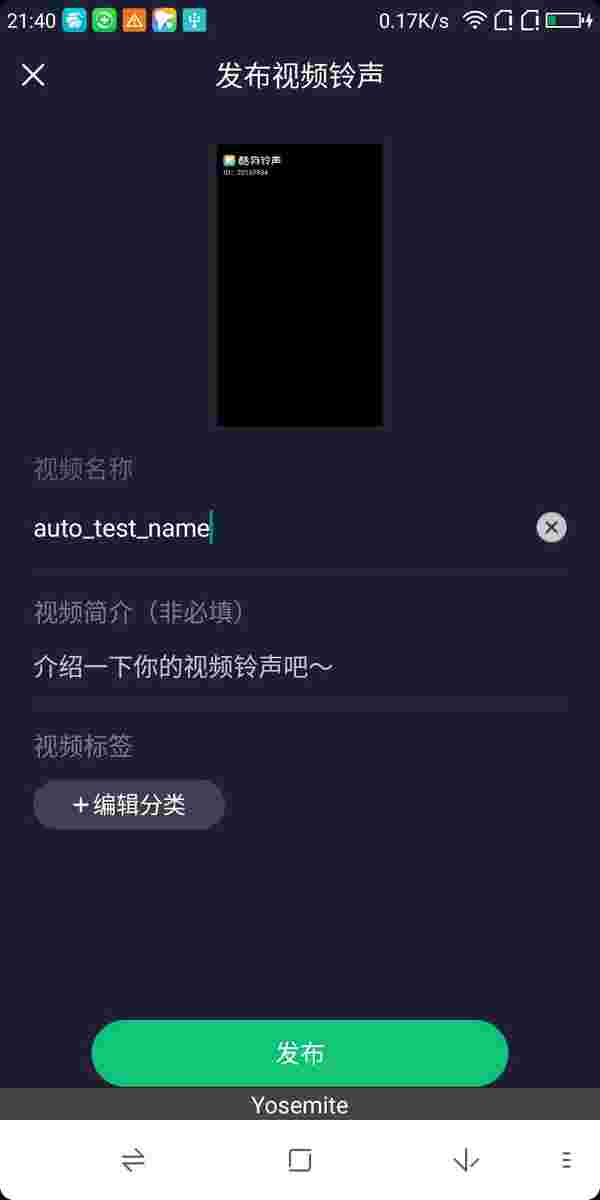 21:40
0.17K/s
发布视频铃声
酷狗铃声
视频名称
auto_test_name
视频简介（非必填）
介绍一下你的视频铃声吧～
视频标签
+编辑分类
发布
Yosemite